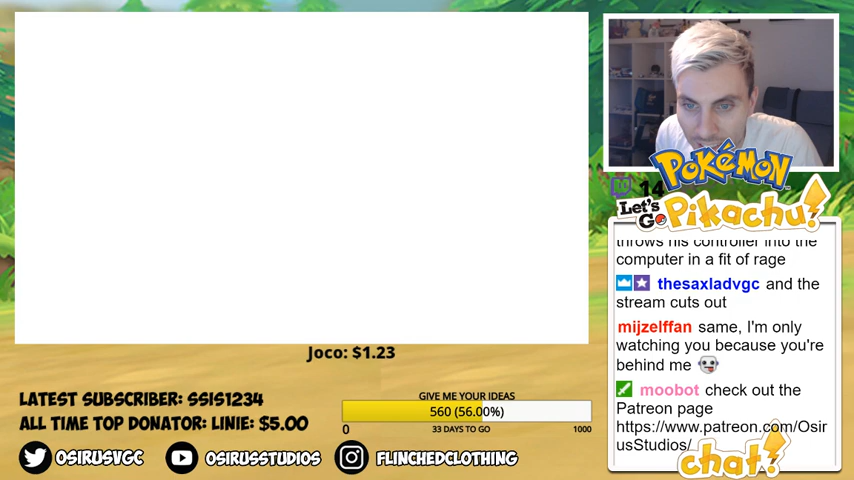 14
POKéMON
Let's Go Pikachu!
throws his controller into the
computer in a fit of rage
thesaxladvgc and the
stream cuts out
mijzelffan same, I'm only
watching you because you're
behind me
moobot check out the
Patreon page
https://www.patreon.com/Osir
usStudios/
chat!
Joco: $1.23
LATEST SUBSCRIBER: SSIS1234
ALL TIME TOP DONATOR: LINIE: $5.00
GIVE ME YOUR IDEAS
560 (56.00%)
0 33 DAYS TO GO 1000
OSIRUSVGC OSIRUSSTUDIOS FLINCHEDCLOTHING